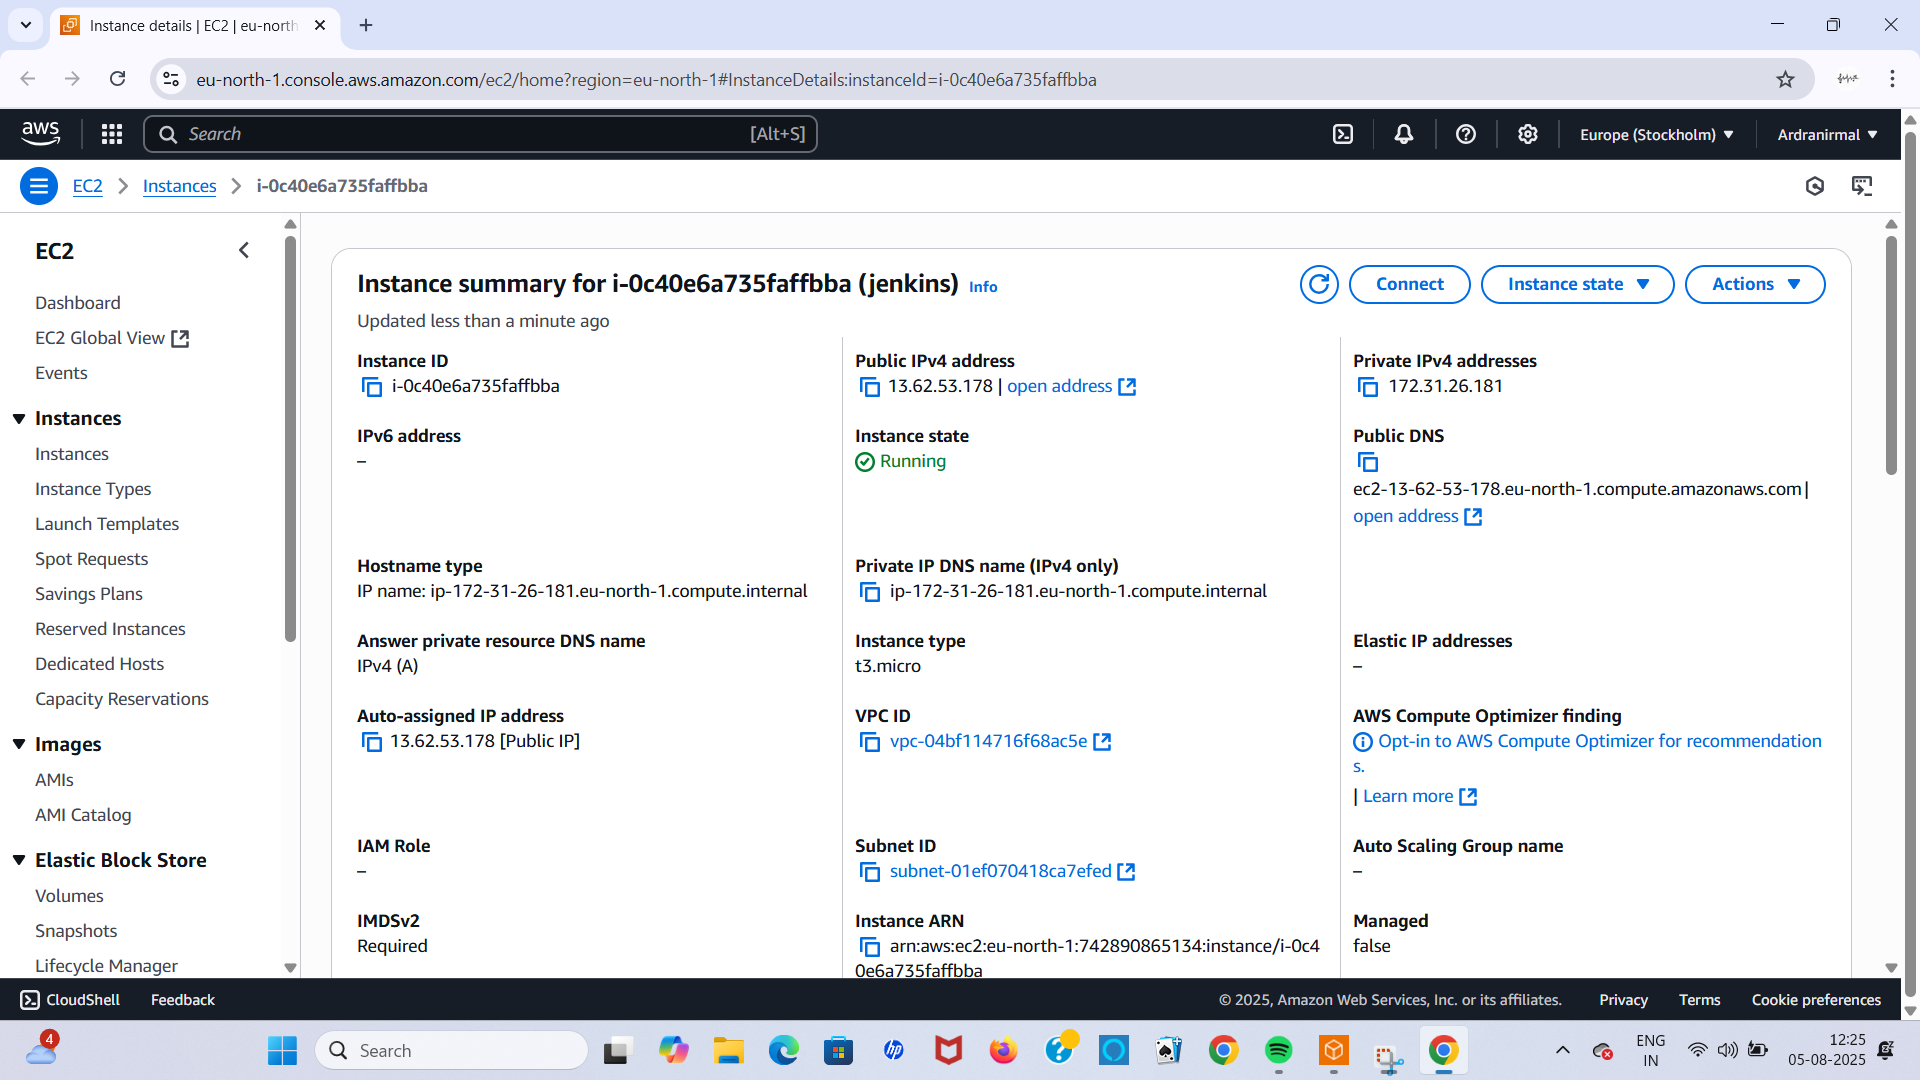 Instance details | EC2 | eu-north
eu-north-1.console.aws.amazon.com/ec2/home?region=eu-north-1#InstanceDetails:instanceId=i-0c40e6a735faffbba
aws
Search
[Alt+S]
Europe (Stockholm)
Ardranirmal
EC2
Instances
i-0c40e6a735faffbba
EC2
Dashboard
EC2 Global View
Events
Instances
Instances
Instance Types
Launch Templates
Spot Requests
Savings Plans
Reserved Instances
Dedicated Hosts
Capacity Reservations
Images
AMIs
AMI Catalog
Elastic Block Store
Volumes
Snapshots
Lifecycle Manager
Instance summary for i-0c40e6a735faffbba (jenkins) Info
Connect
Instance state
Actions
Updated less than a minute ago
Instance ID
i-0c40e6a735faffbba
Public IPv4 address
13.62.53.178 | open address
Private IPv4 addresses
172.31.26.181
IPv6 address
–
Instance state
Running
Public DNS
ec2-13-62-53-178.eu-north-1.compute.amazonaws.com |
open address
Hostname type
IP name: ip-172-31-26-181.eu-north-1.compute.internal
Private IP DNS name (IPv4 only)
ip-172-31-26-181.eu-north-1.compute.internal
Answer private resource DNS name
IPv4 (A)
Instance type
t3.micro
Elastic IP addresses
–
Auto-assigned IP address
13.62.53.178 [Public IP]
VPC ID
vpc-04bf114716f68ac5e
AWS Compute Optimizer finding
Opt-in to AWS Compute Optimizer for recommendation
s.
| Learn more
IAM Role
–
Subnet ID
subnet-01ef070418ca7efed
Auto Scaling Group name
–
IMDSv2
Required
Instance ARN
arn:aws:ec2:eu-north-1:742890865134:instance/i-0c4
0e6a735faffbba
Managed
false
CloudShell
Feedback
© 2025, Amazon Web Services, Inc. or its affiliates.
Privacy
Terms
Cookie preferences
4
Search
hp
ENG
IN
12:25
05-08-2025